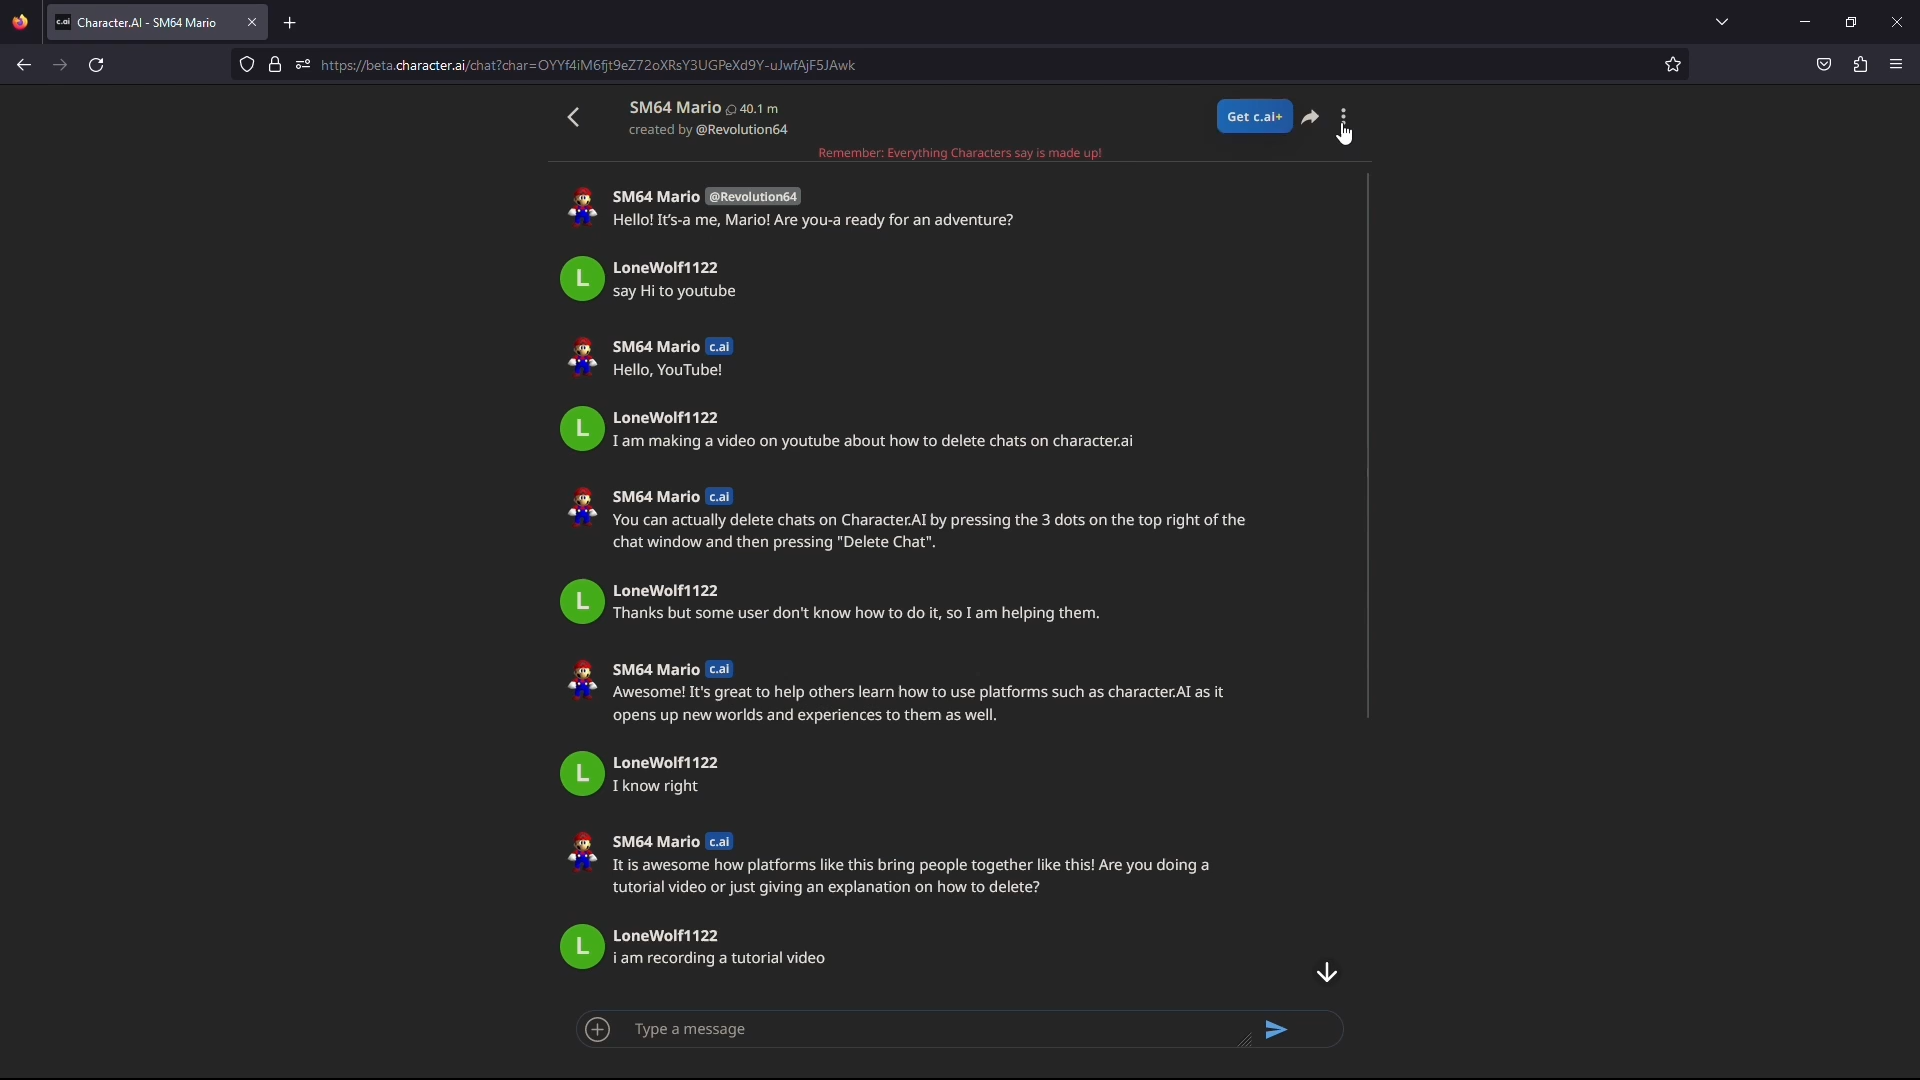 c.ai Character.AI - SM64 Mario
https://beta.character.ai/chat?char=OYYf4iM6fjt9eZ72oXRsY3UGPeXd9Y-uJwfAjF5JAwk
SM64 Mario 40.1 m
created by @Revolution64
Get c.ai+
Remember: Everything Characters say is made up!
SM64 Mario @Revolution64
Hello! It's-a me, Mario! Are you-a ready for an adventure?
L
LoneWolf1122
say Hi to youtube
SM64 Mario c.ai
Hello, YouTube!
L
LoneWolf1122
I am making a video on youtube about how to delete chats on character.ai
SM64 Mario c.ai
You can actually delete chats on Character.AI by pressing the 3 dots on the top right of the
chat window and then pressing "Delete Chat".
L
LoneWolf1122
Thanks but some user don't know how to do it, so I am helping them.
SM64 Mario c.ai
Awesome! It's great to help others learn how to use platforms such as character.AI as it
opens up new worlds and experiences to them as well.
L
LoneWolf1122
I know right
SM64 Mario c.ai
It is awesome how platforms like this bring people together like this! Are you doing a
tutorial video or just giving an explanation on how to delete?
L
LoneWolf1122
i am recording a tutorial video
Type a message